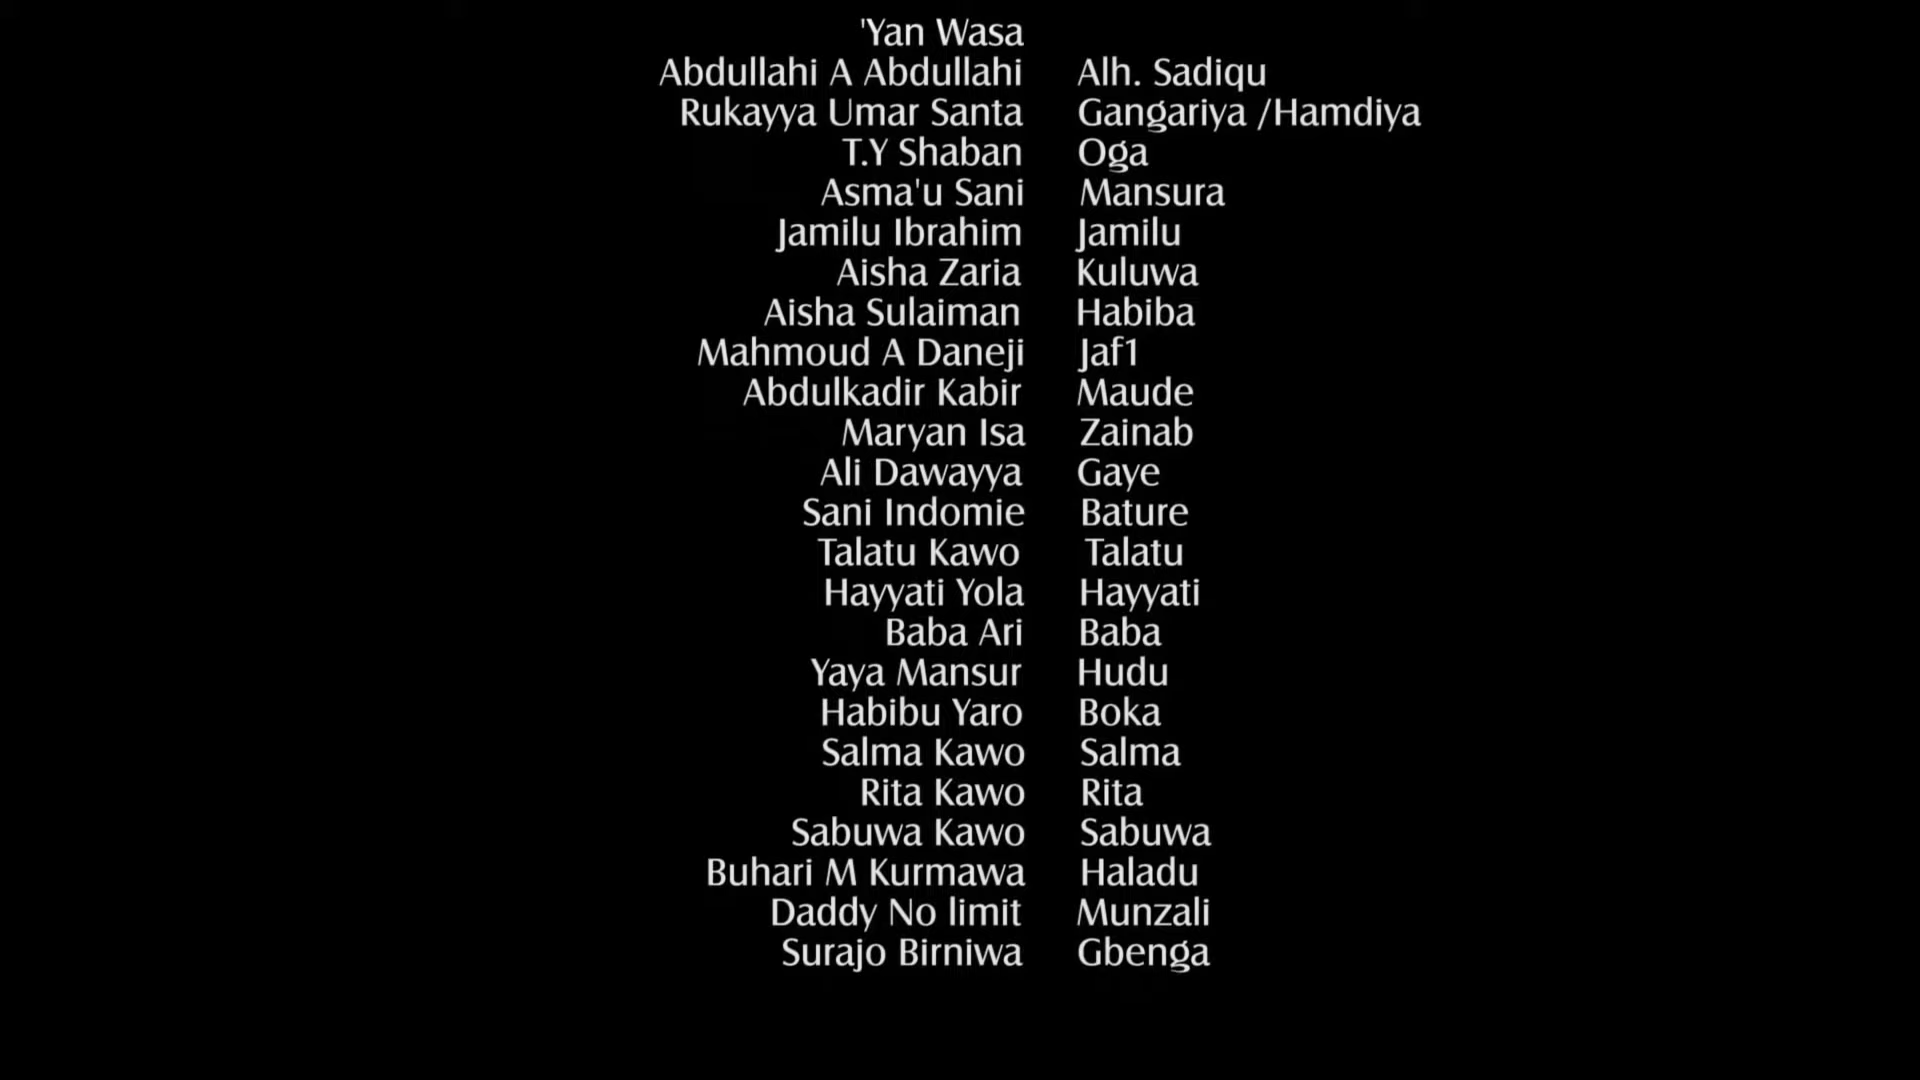 'Yan Wasa
Abdullahi A Abdullahi Alh. Sadiqu
Rukayya Umar Santa Gangariya /Hamdiya
T.Y Shaban Oga
Asma'u Sani Mansura
Jamilu Ibrahim Jamilu
Aisha Zaria Kuluwa
Aisha Sulaiman Habiba
Mahmoud A Daneji Jaf1
Abdulkadir Kabir Maude
Maryan Isa Zainab
Ali Dawayya Gaye
Sani Indomie Bature
Talatu Kawo Talatu
Hayyati Yola Hayyati
Baba Ari Baba
Yaya Mansur Hudu
Habibu Yaro Boka
Salma Kawo Salma
Rita Kawo Rita
Sabuwa Kawo Sabuwa
Buhari M Kurmawa Haladu
Daddy No limit Munzali
Surajo Birniwa Gbenga